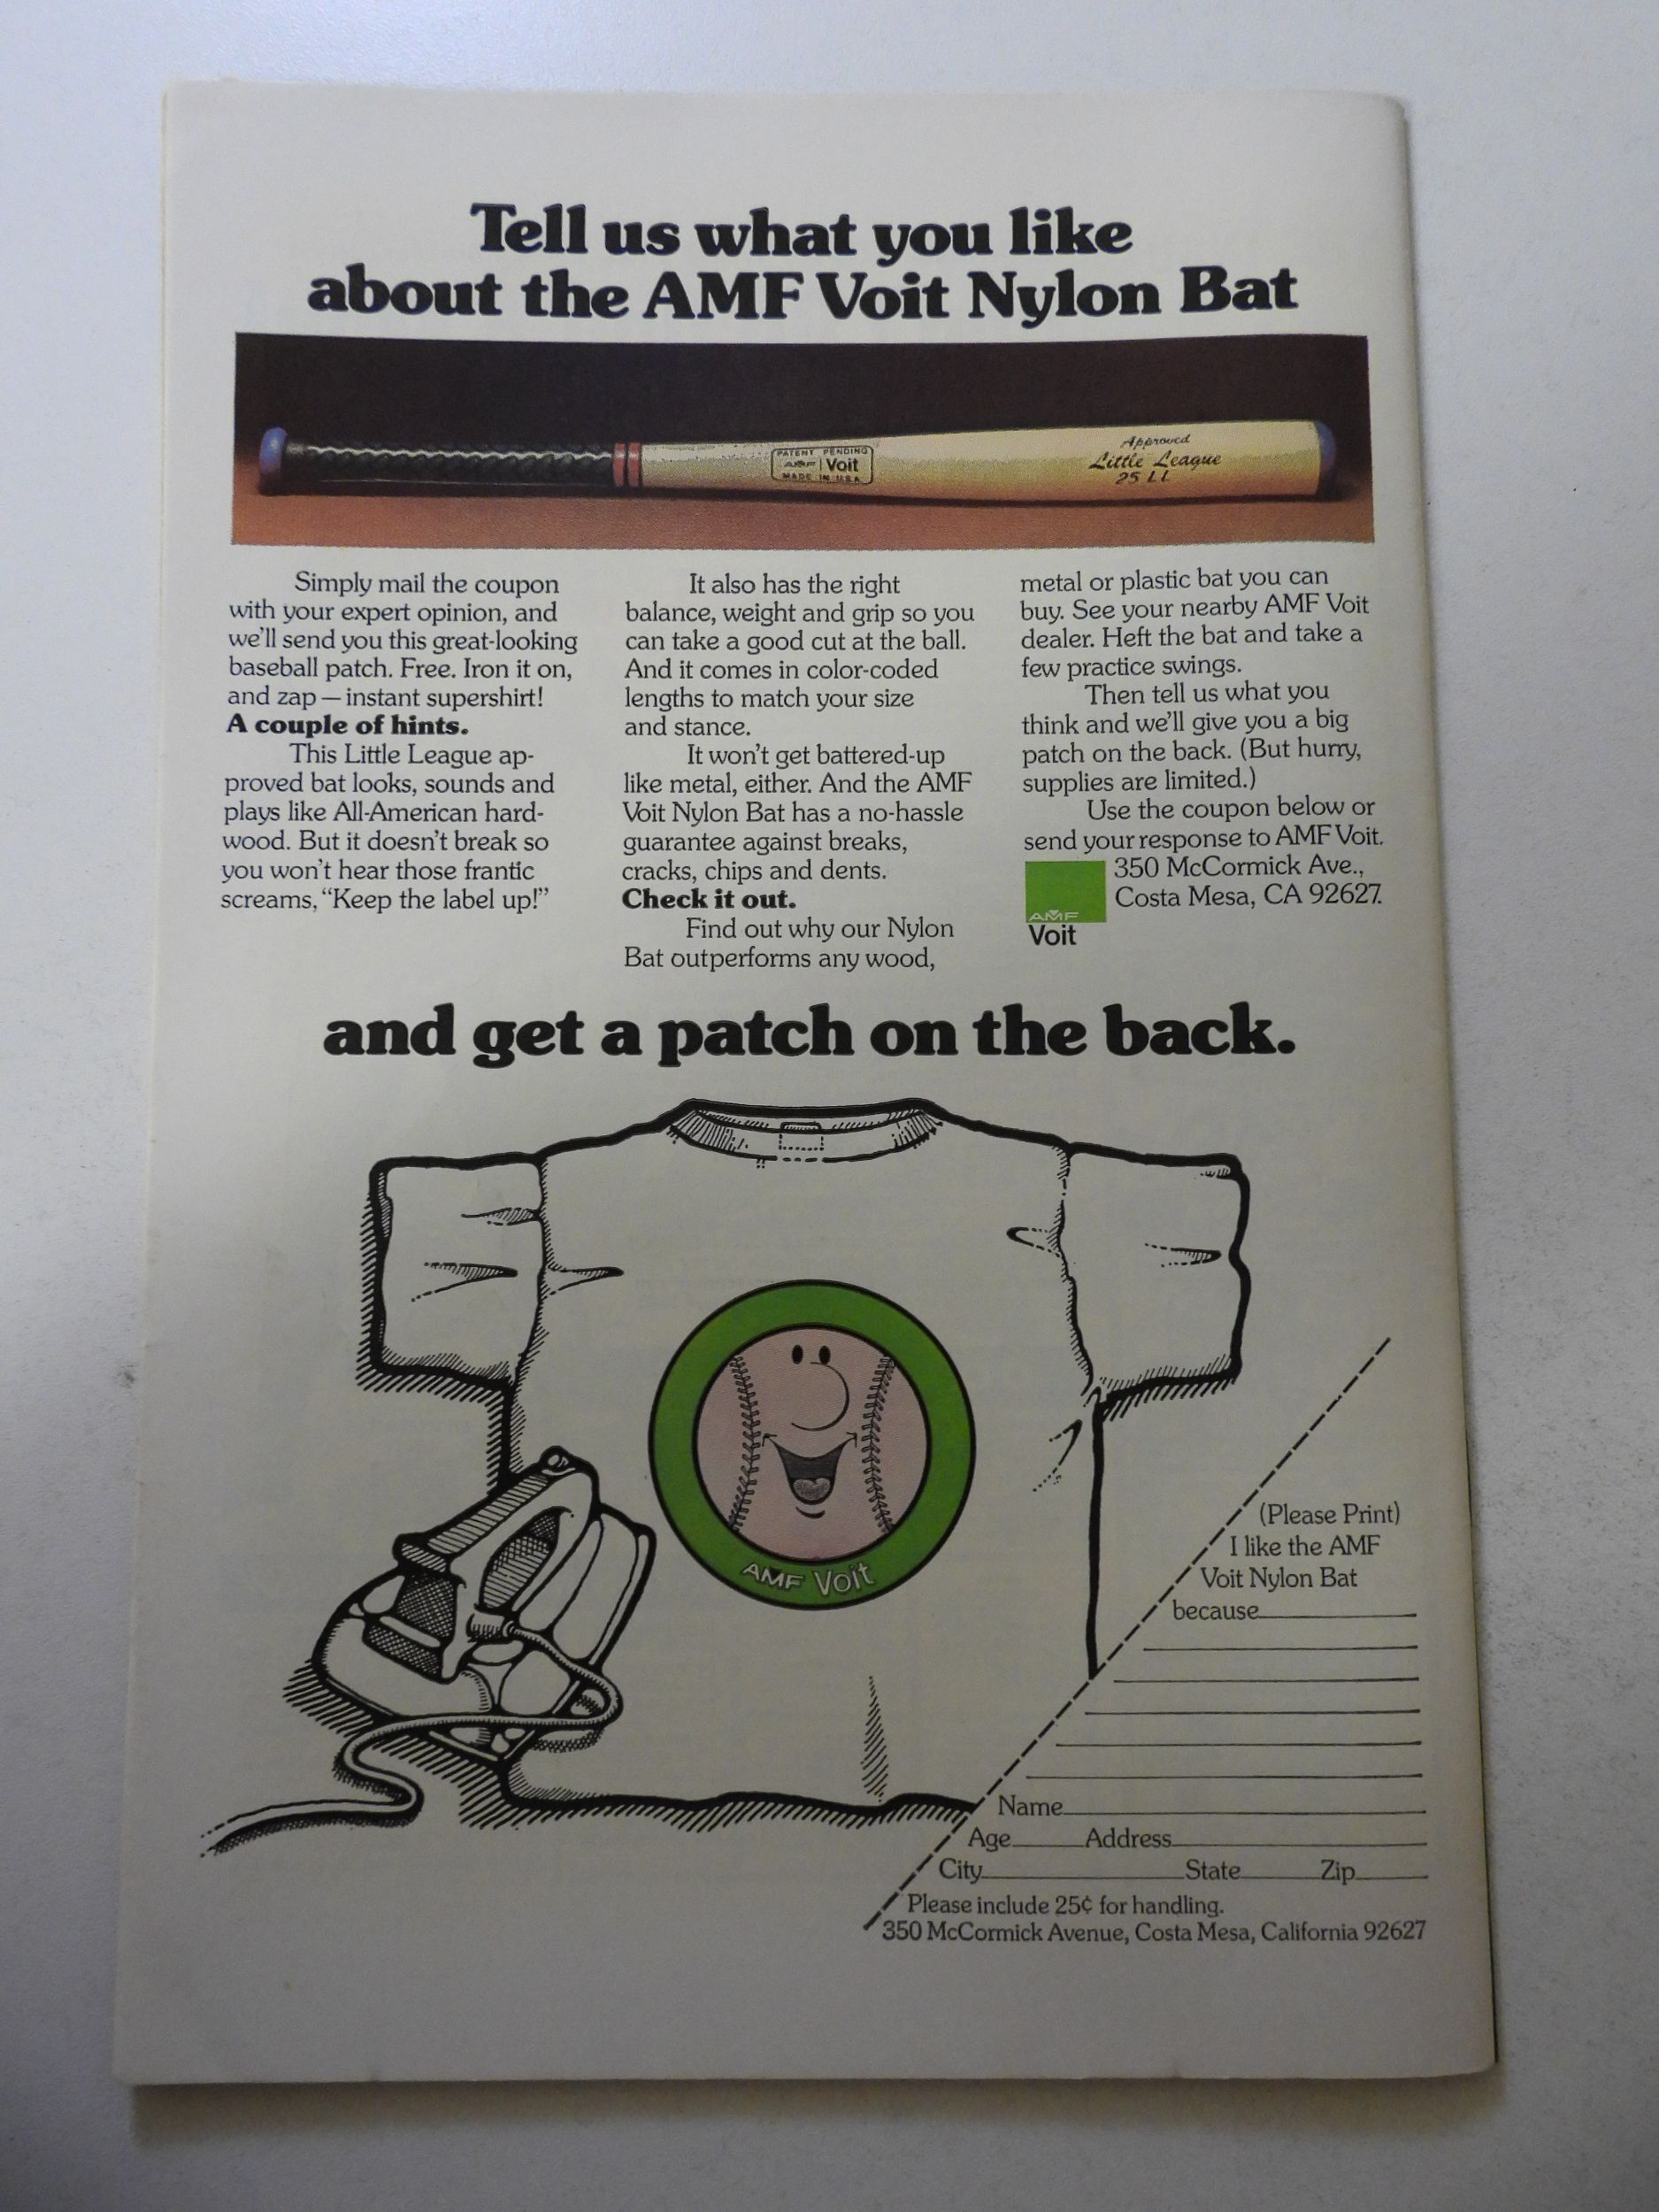 Tell us what you like
about the AMF Voit Nylon Bat
PATENT PENDING
AMF Voit
MADE IN U.S.A.
Approved
Little League
25 LL
Simply mail the coupon
with your expert opinion, and
we'll send you this great-looking
baseball patch. Free. Iron it on,
and zap — instant supershirt!
A couple of hints.
This Little League ap-
proved bat looks, sounds and
plays like All-American hard-
wood. But it doesn't break so
you won't hear those frantic
screams, "Keep the label up!"
It also has the right
balance, weight and grip so you
can take a good cut at the ball.
And it comes in color-coded
lengths to match your size
and stance.
It won't get battered-up
like metal, either. And the AMF
Voit Nylon Bat has a no-hassle
guarantee against breaks,
cracks, chips and dents.
Check it out.
Find out why our Nylon
Bat outperforms any wood,
metal or plastic bat you can
buy. See your nearby AMF Voit
dealer. Heft the bat and take a
few practice swings.
Then tell us what you
think and we'll give you a big
patch on the back. (But hurry,
supplies are limited.)
Use the coupon below or
send your response to AMF Voit.
350 McCormick Ave.,
Costa Mesa, CA 92627.
AMF
Voit
and get a patch on the back.
AMF Voit
(Please Print)
I like the AMF
Voit Nylon Bat
because
Name
Age Address
City State Zip
Please include 25¢ for handling.
350 McCormick Avenue, Costa Mesa, California 92627